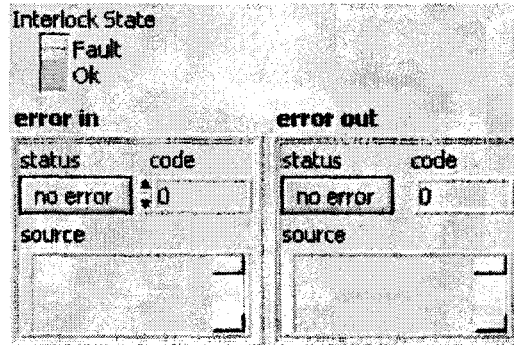 Interlock State
Fault
Ok
error in
error out
status code
status code
no error 0
no error 0
source
source